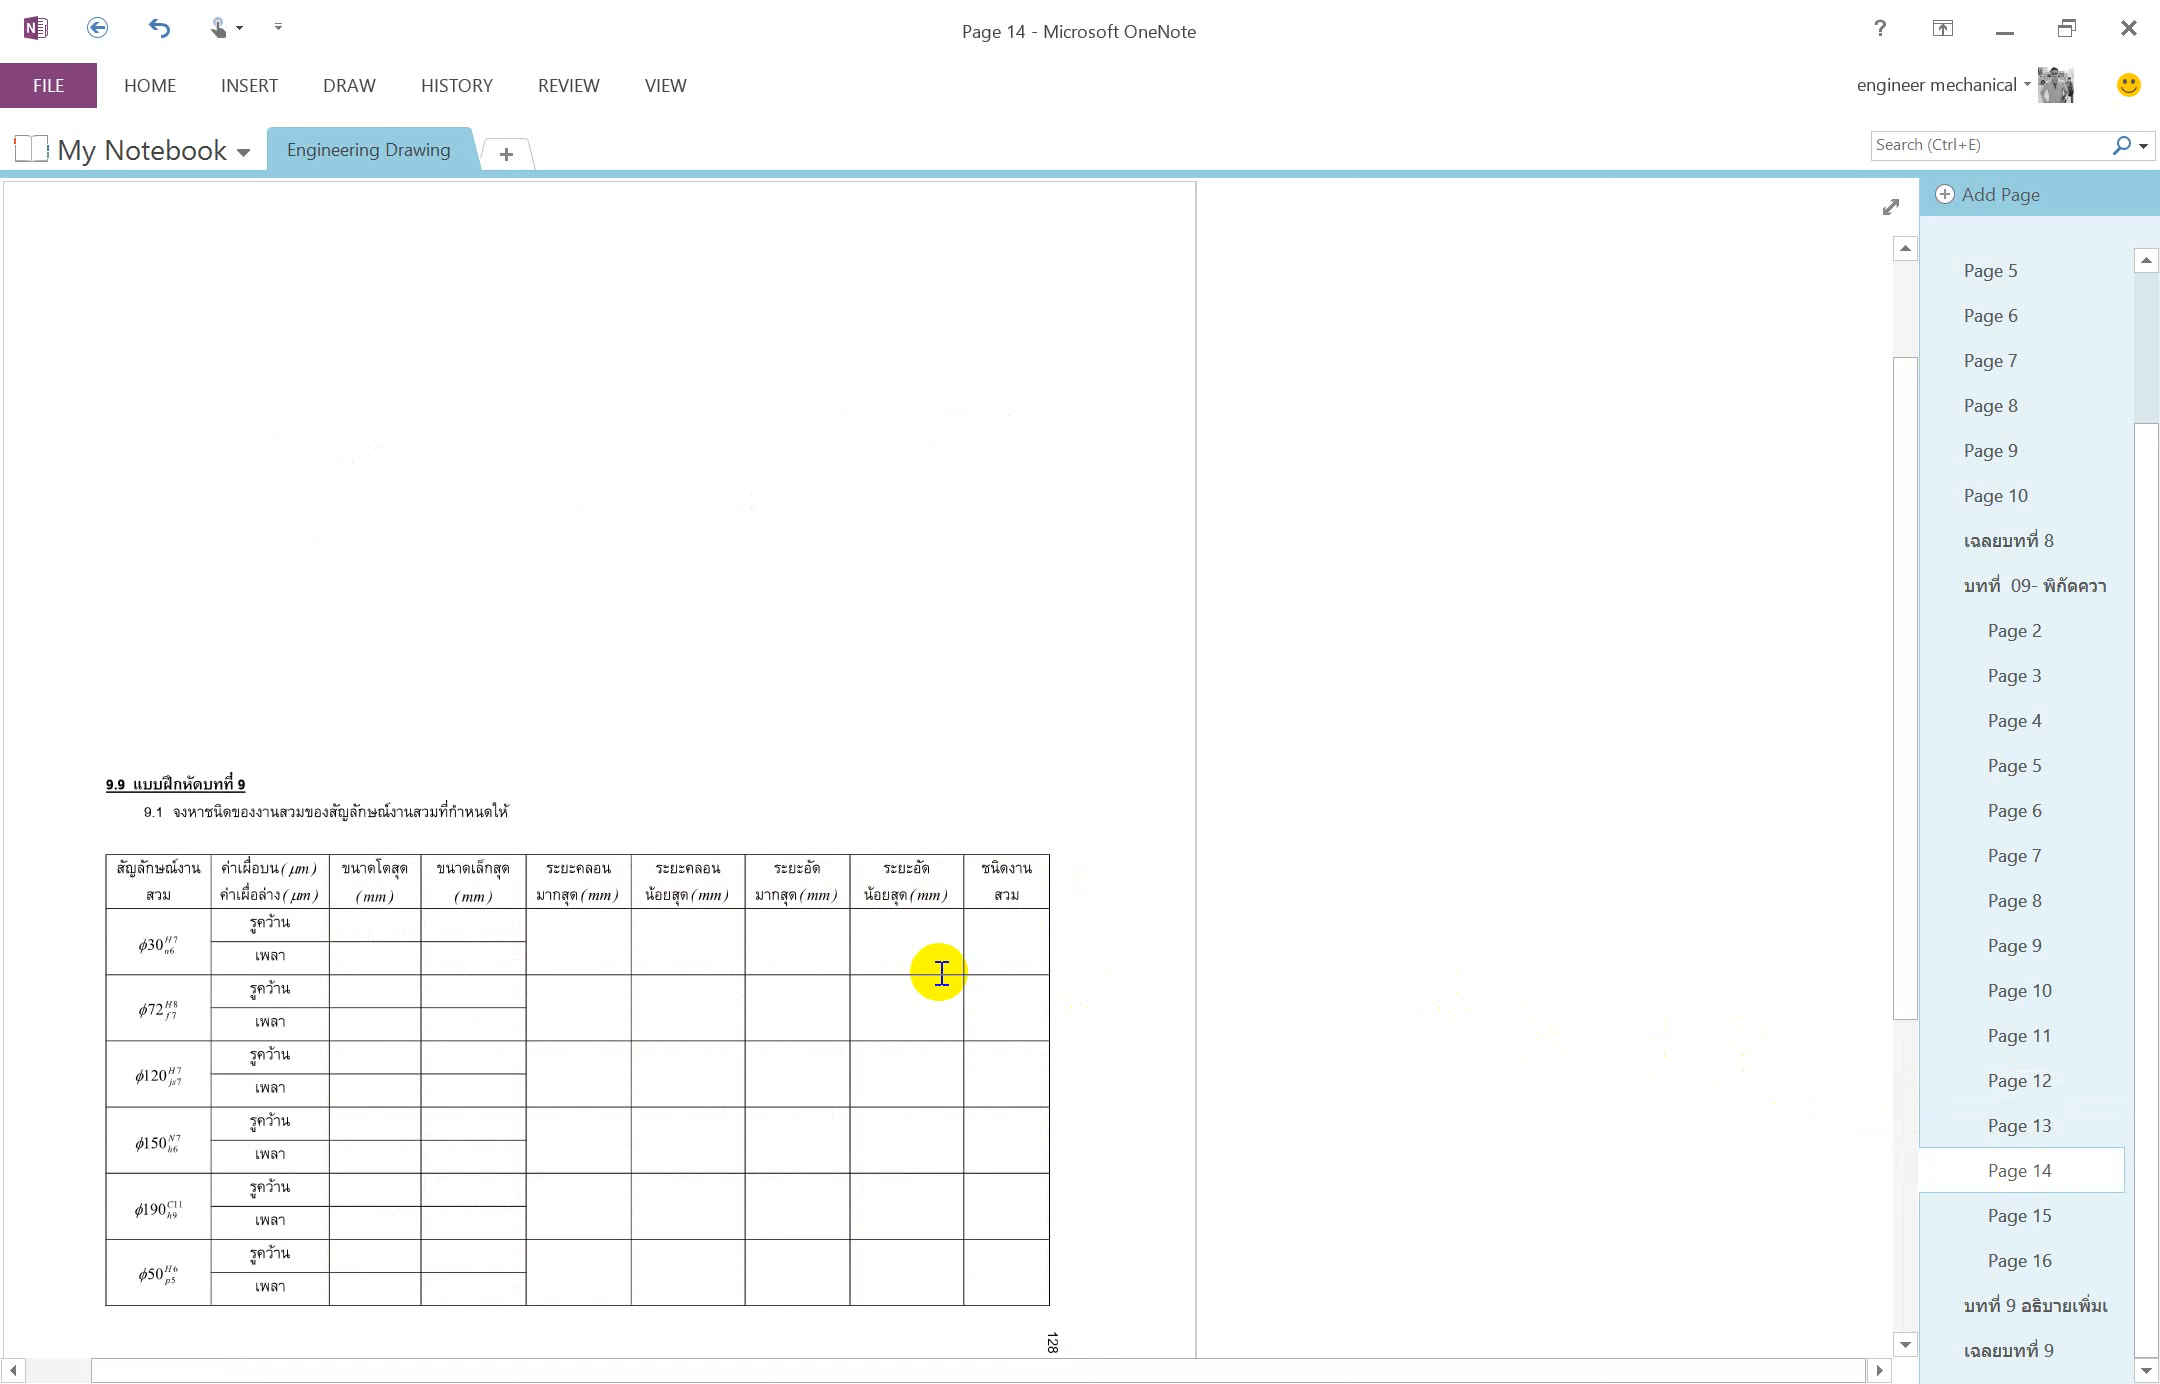 Page 14 - Microsoft OneNote
?
FILE HOME INSERT DRAW HISTORY REVIEW VIEW
engineer mechanical
My Notebook
Engineering Drawing
+
Search (Ctrl+E)
Add Page
Page 5
Page 6
Page 7
Page 8
Page 9
Page 10
เฉลยบทที่ 8
บทที่ 09- พิกัดควา
Page 2
Page 3
Page 4
Page 5
Page 6
Page 7
Page 8
Page 9
Page 10
Page 11
Page 12
Page 13
Page 14
Page 15
Page 16
บทที่ 9 อธิบายเพิ่มเ
เฉลยบทที่ 9
9.9 แบบฝึกหัดบทที่ 9
9.1 จงหาชนิดของงานสวมของสัญลักษณ์งานสวมที่กำหนดให้
สัญลักษณ์งาน ค่าเผื่อบน (μm) ขนาดโตสุด ขนาดเล็กสุด ระยะคลอน ระยะคลอน ระยะอัด ระยะอัด ชนิดงาน
สวม ค่าเผื่อล่าง (μm) (mm) (mm) มากสุด (mm) น้อยสุด (mm) มากสุด (mm) น้อยสุด (mm) สวม
รูคว้าน
ϕ30 H7 n6
เพลา
รูคว้าน
ϕ72 H8 f7
เพลา
รูคว้าน
ϕ120 H7 js7
เพลา
รูคว้าน
ϕ150 N7 h6
เพลา
รูคว้าน
ϕ190 C11 h9
เพลา
รูคว้าน
ϕ50 H6 p5
เพลา
128